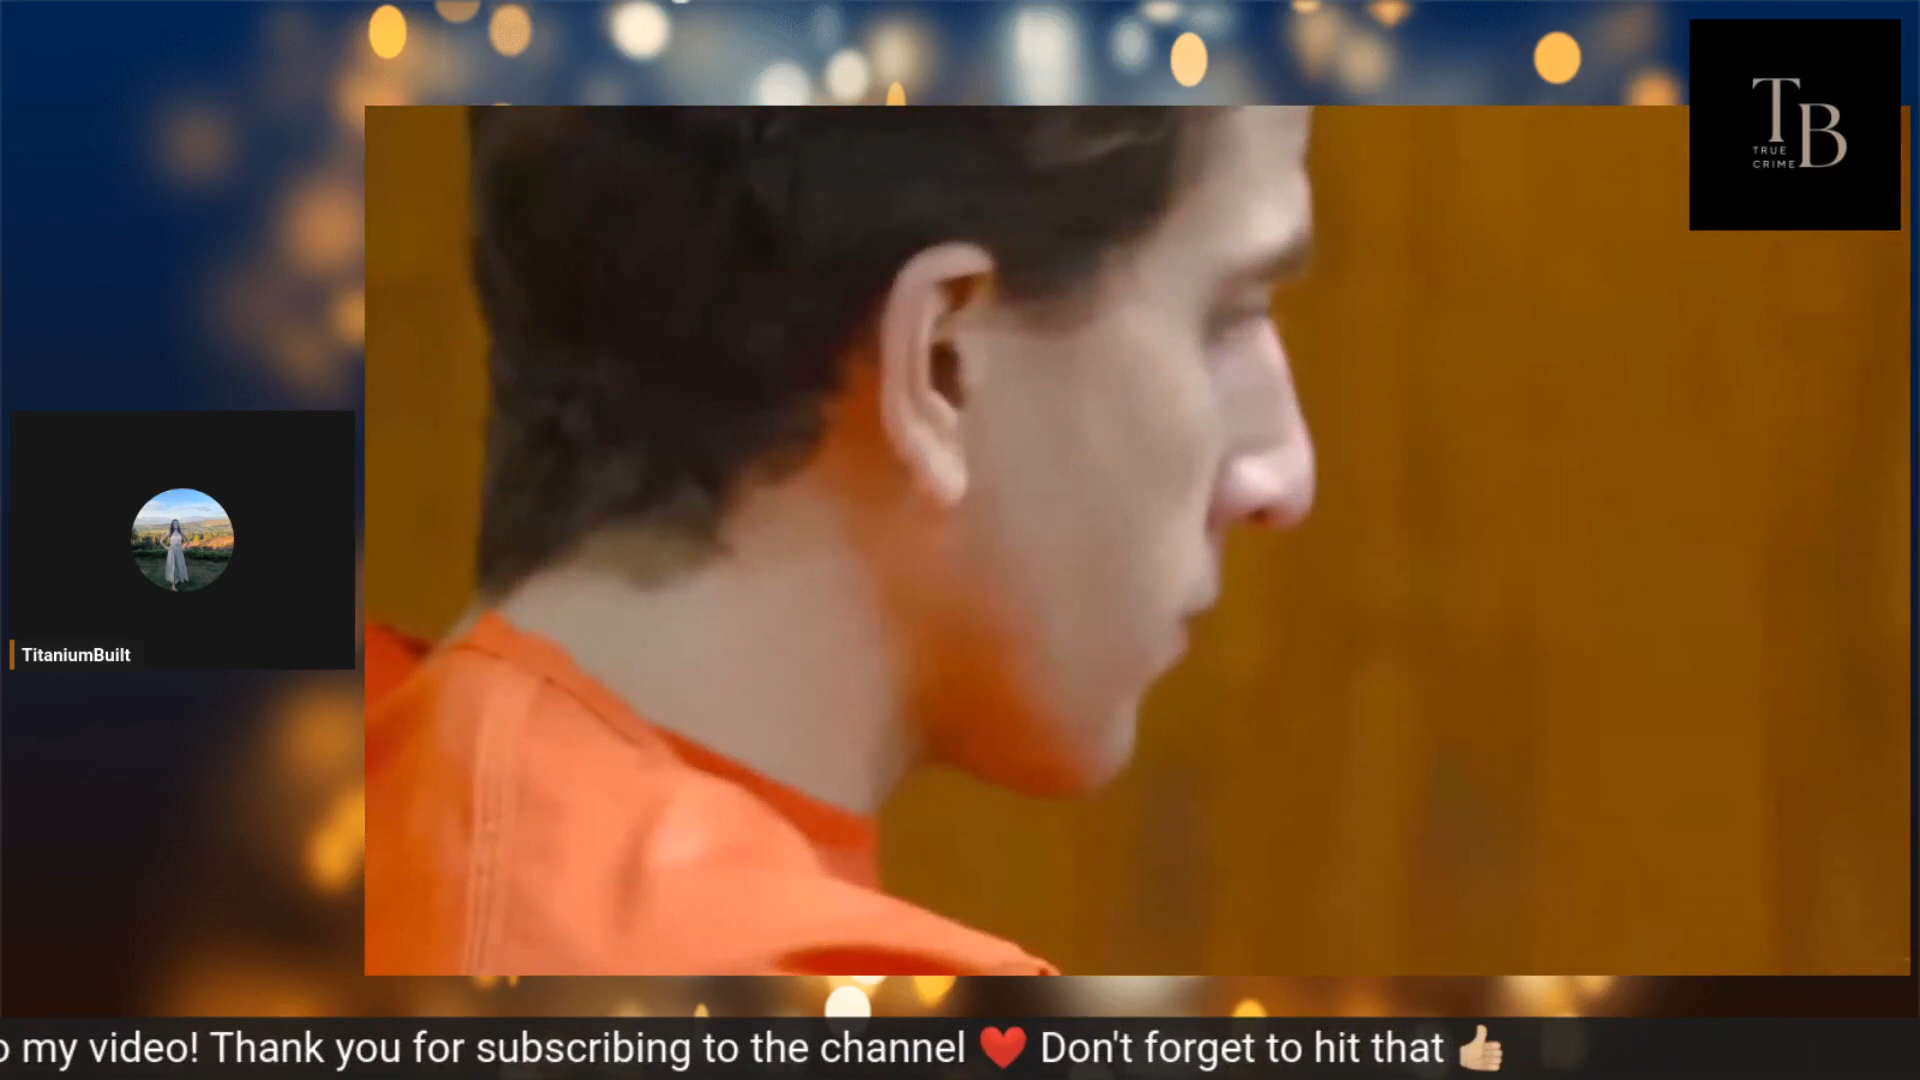 TB
TRUE
CRIME
TitaniumBuilt
my video! Thank you for subscribing to the channel ❤️ Don't forget to hit that 👍🏼